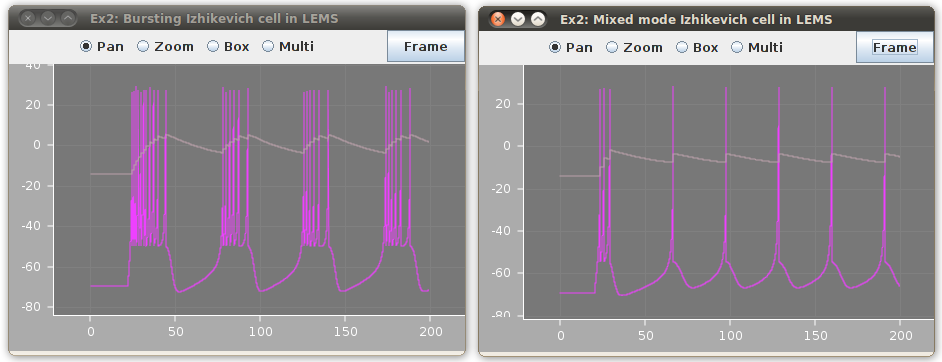 Ex2: Bursting Izhikevich cell in LEMS
Pan Zoom Box Multi Frame
40
20
0
-20
-40
-60
-80
0 50 100 150 200
Ex2: Mixed mode Izhikevich cell in LEMS
Pan Zoom Box Multi Frame
20
0
-20
-40
-60
-80
0 50 100 150 200